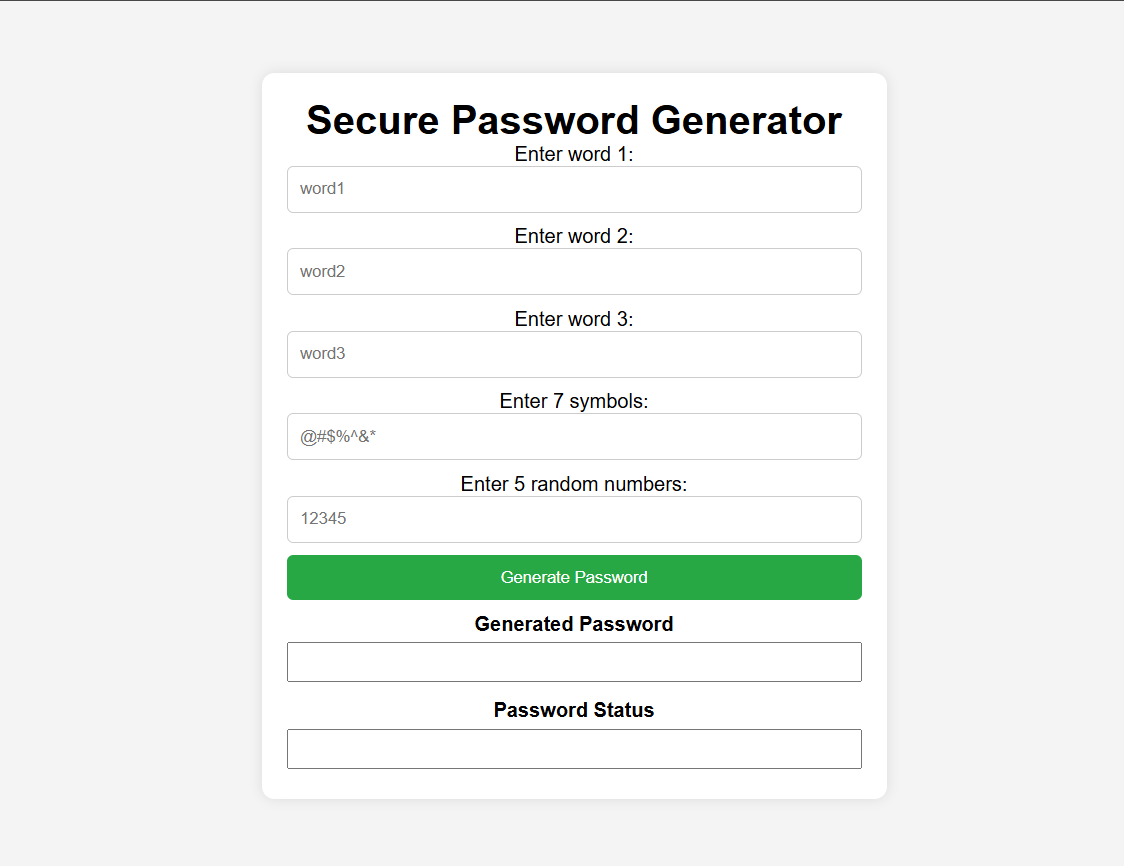 Secure Password Generator
Enter word 1:
word1
Enter word 2:
word2
Enter word 3:
word3
Enter 7 symbols:
@#$%^&*
Enter 5 random numbers:
12345
Generate Password
Generated Password
Password Status